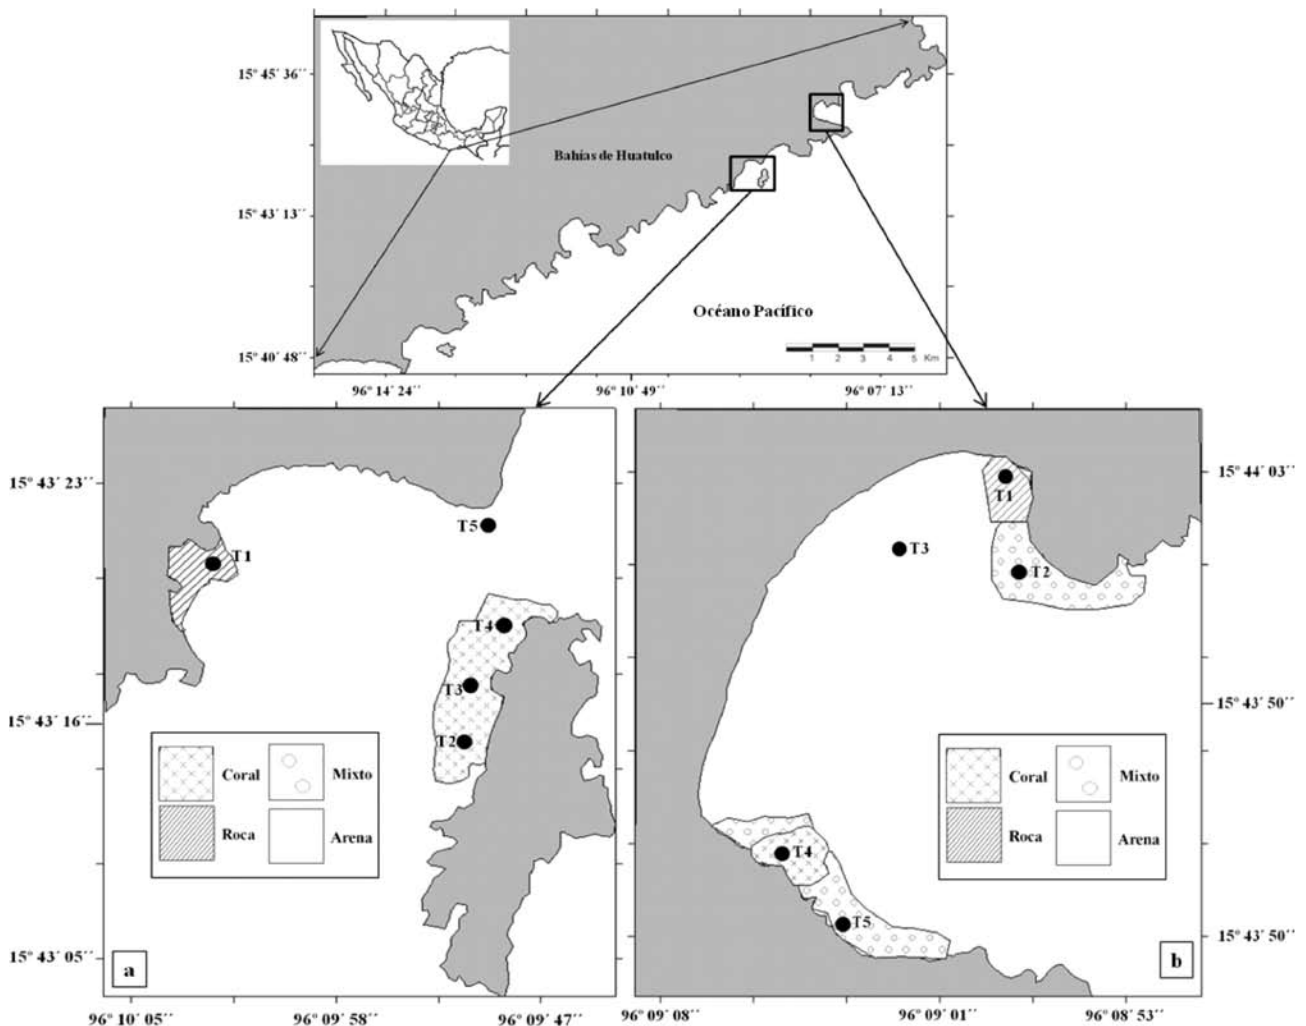 15° 45´ 36´´
Bahías de Huatulco
15° 43´ 13´´
Océano Pacífico
1 2 3 4 5 Km
15° 40´ 48´´
96° 14´ 24´´ 96° 10´ 49´´ 96° 07´ 13´´
15° 43´ 23´´
T5
T1
T4
T3
15° 43´ 16´´
T2
Coral Mixto
Roca Arena
15° 43´ 05´´
a
96° 10´ 05´´ 96° 09´ 58´´ 96° 09´ 47´´
15° 44´ 03´´
T1
T3
T2
15° 43´ 50´´
Coral Mixto
Roca Arena
T4
T5
15° 43´ 50´´
b
96° 09´ 08´´ 96° 09´ 01´´ 96° 08´ 53´´